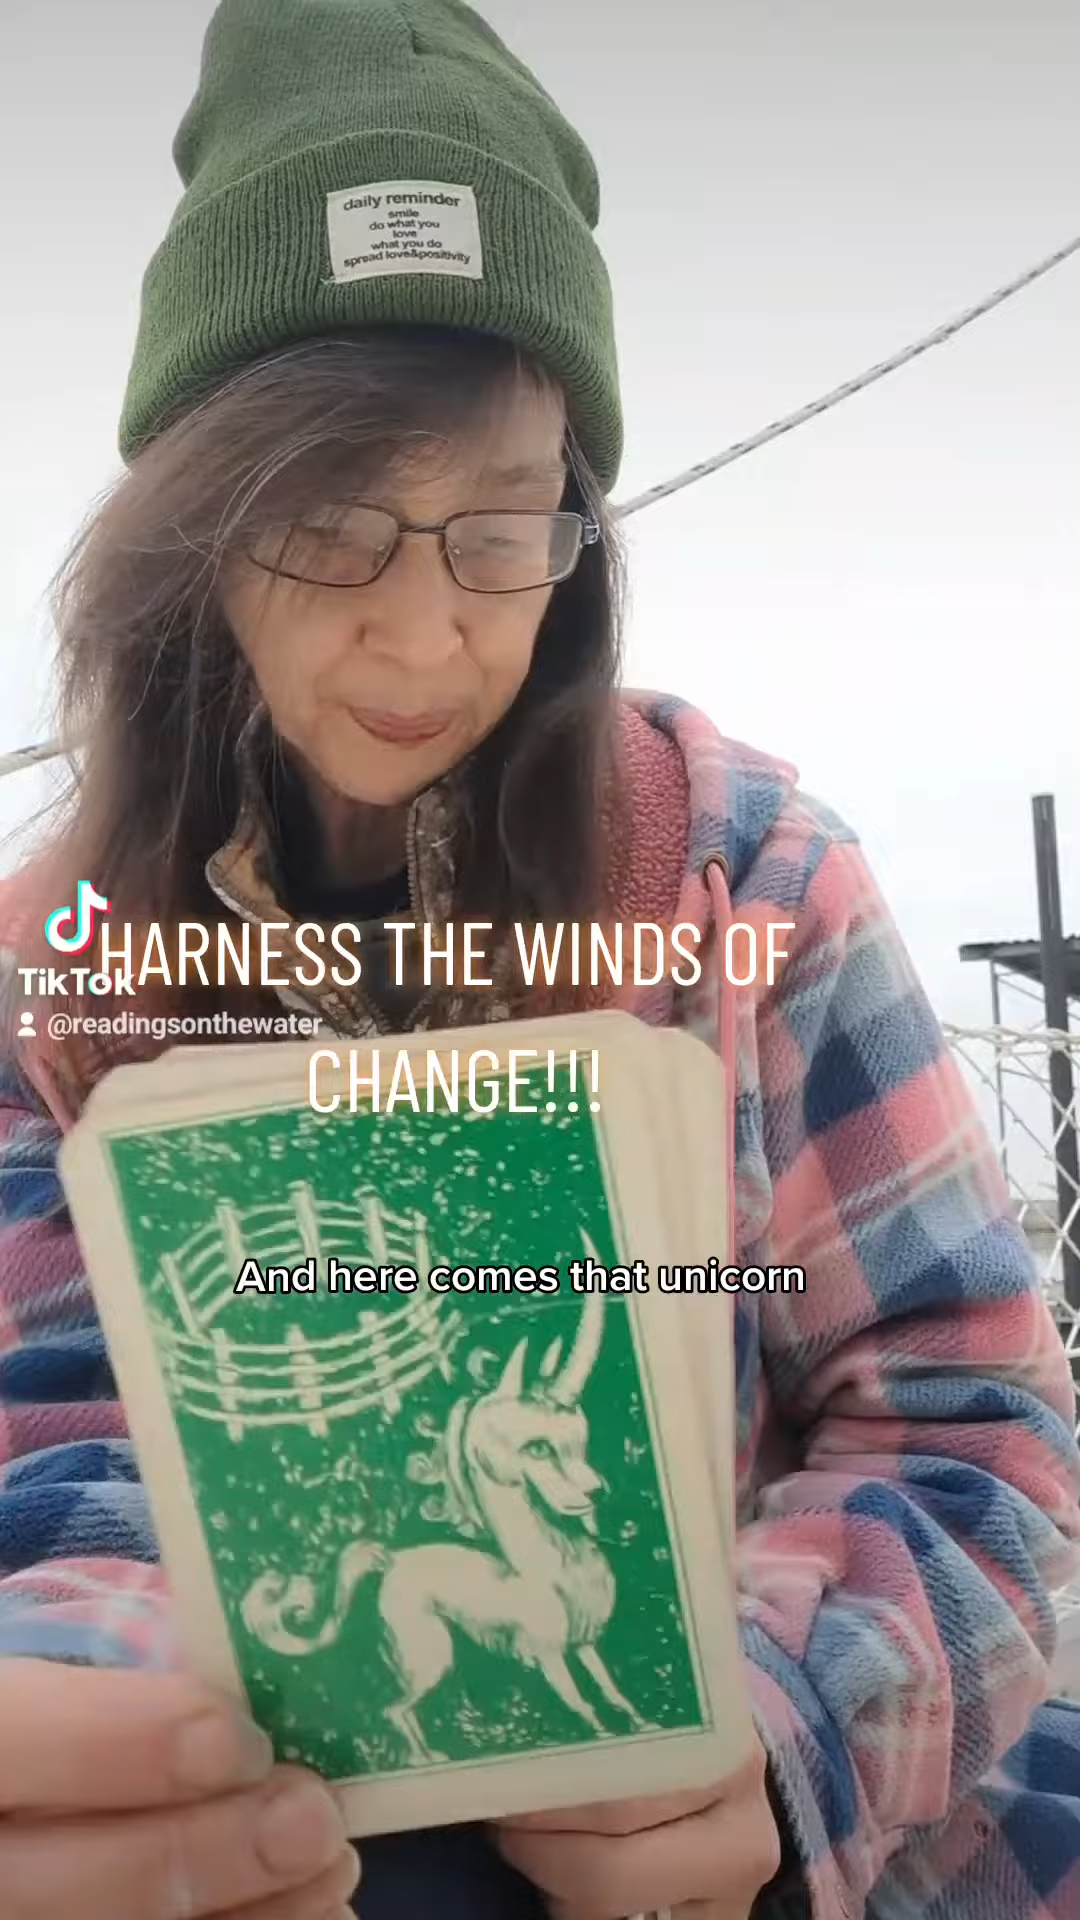 daily reminder
smile
do what you
love
what you do
spread love&positivity
TikTok
@readingsonthewater
HARNESS THE WINDS OF
CHANGE!!!
And here comes that unicorn